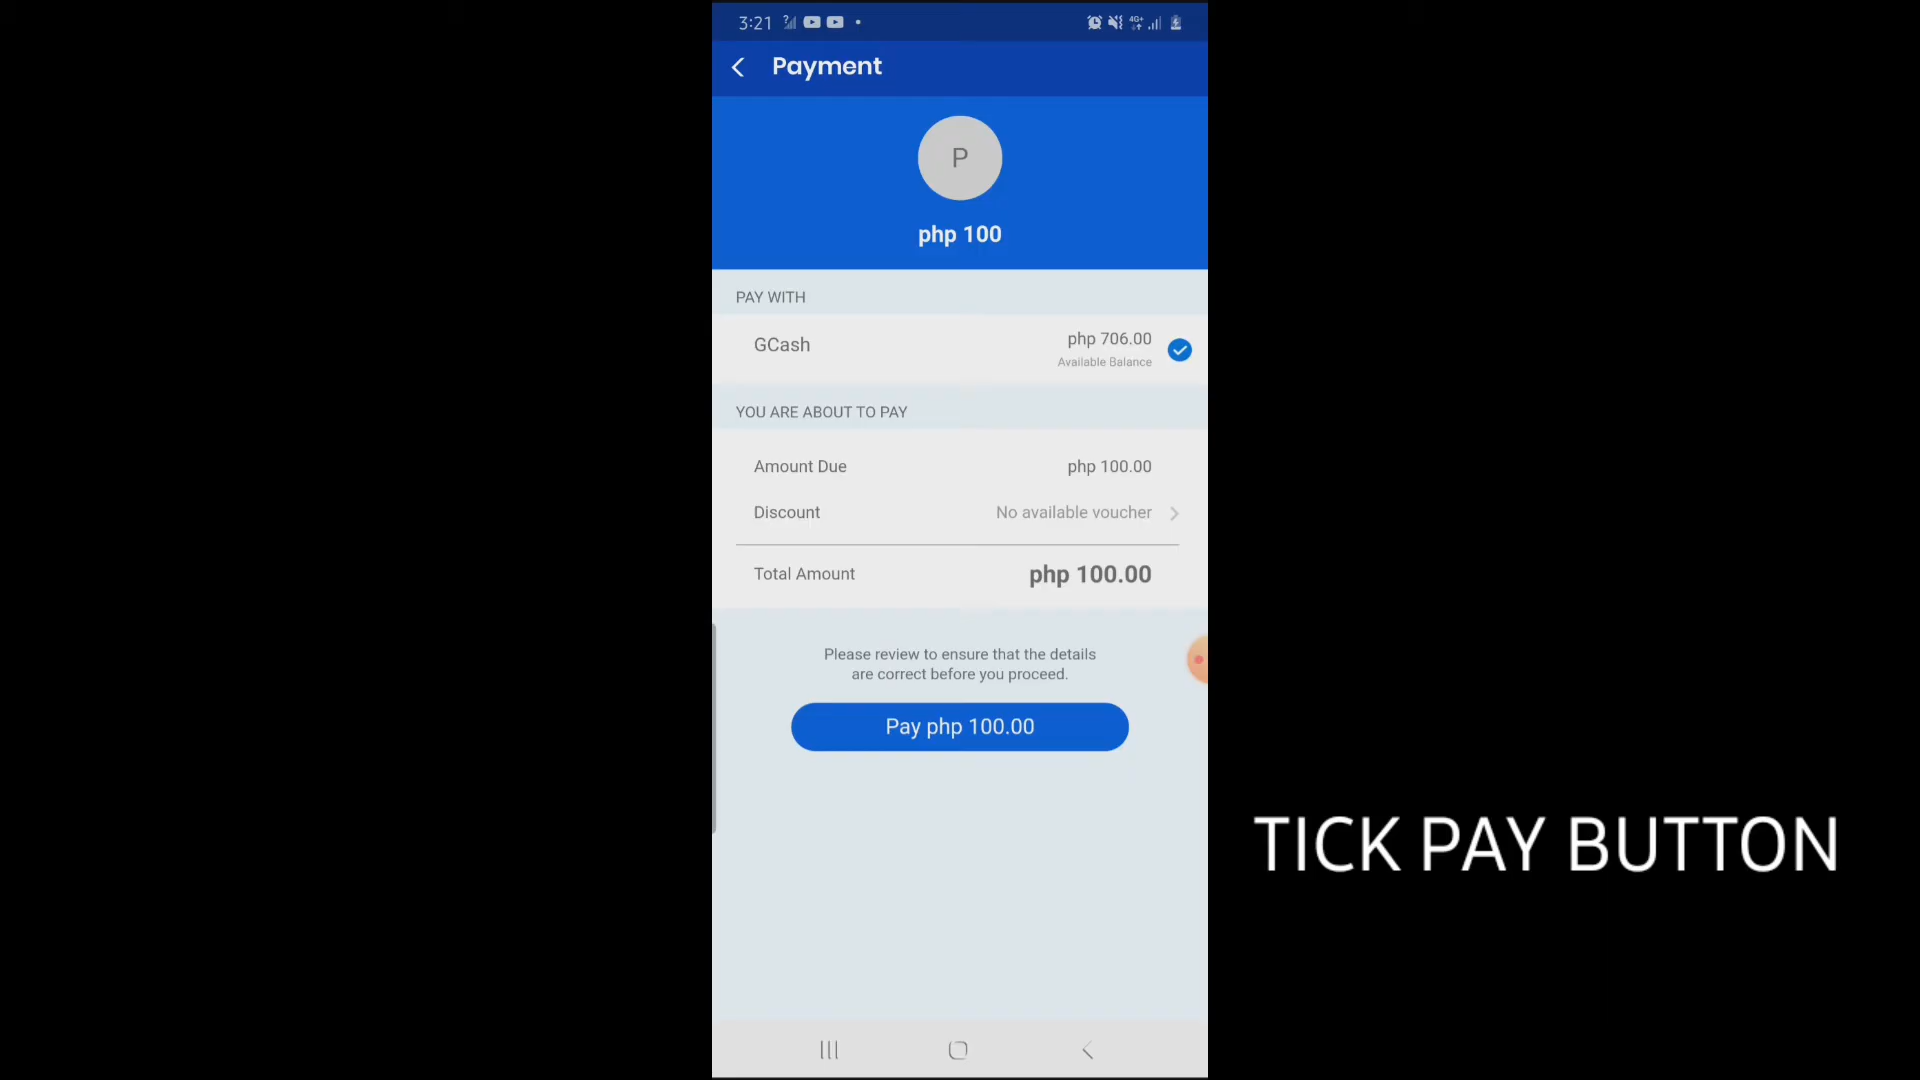 3:21
Payment
P
php 100
PAY WITH
GCash
php 706.00
Available Balance
YOU ARE ABOUT TO PAY
Amount Due php 100.00
Discount No available voucher
Total Amount php 100.00
Please review to ensure that the details
are correct before you proceed.
Pay php 100.00
TICK PAY BUTTON